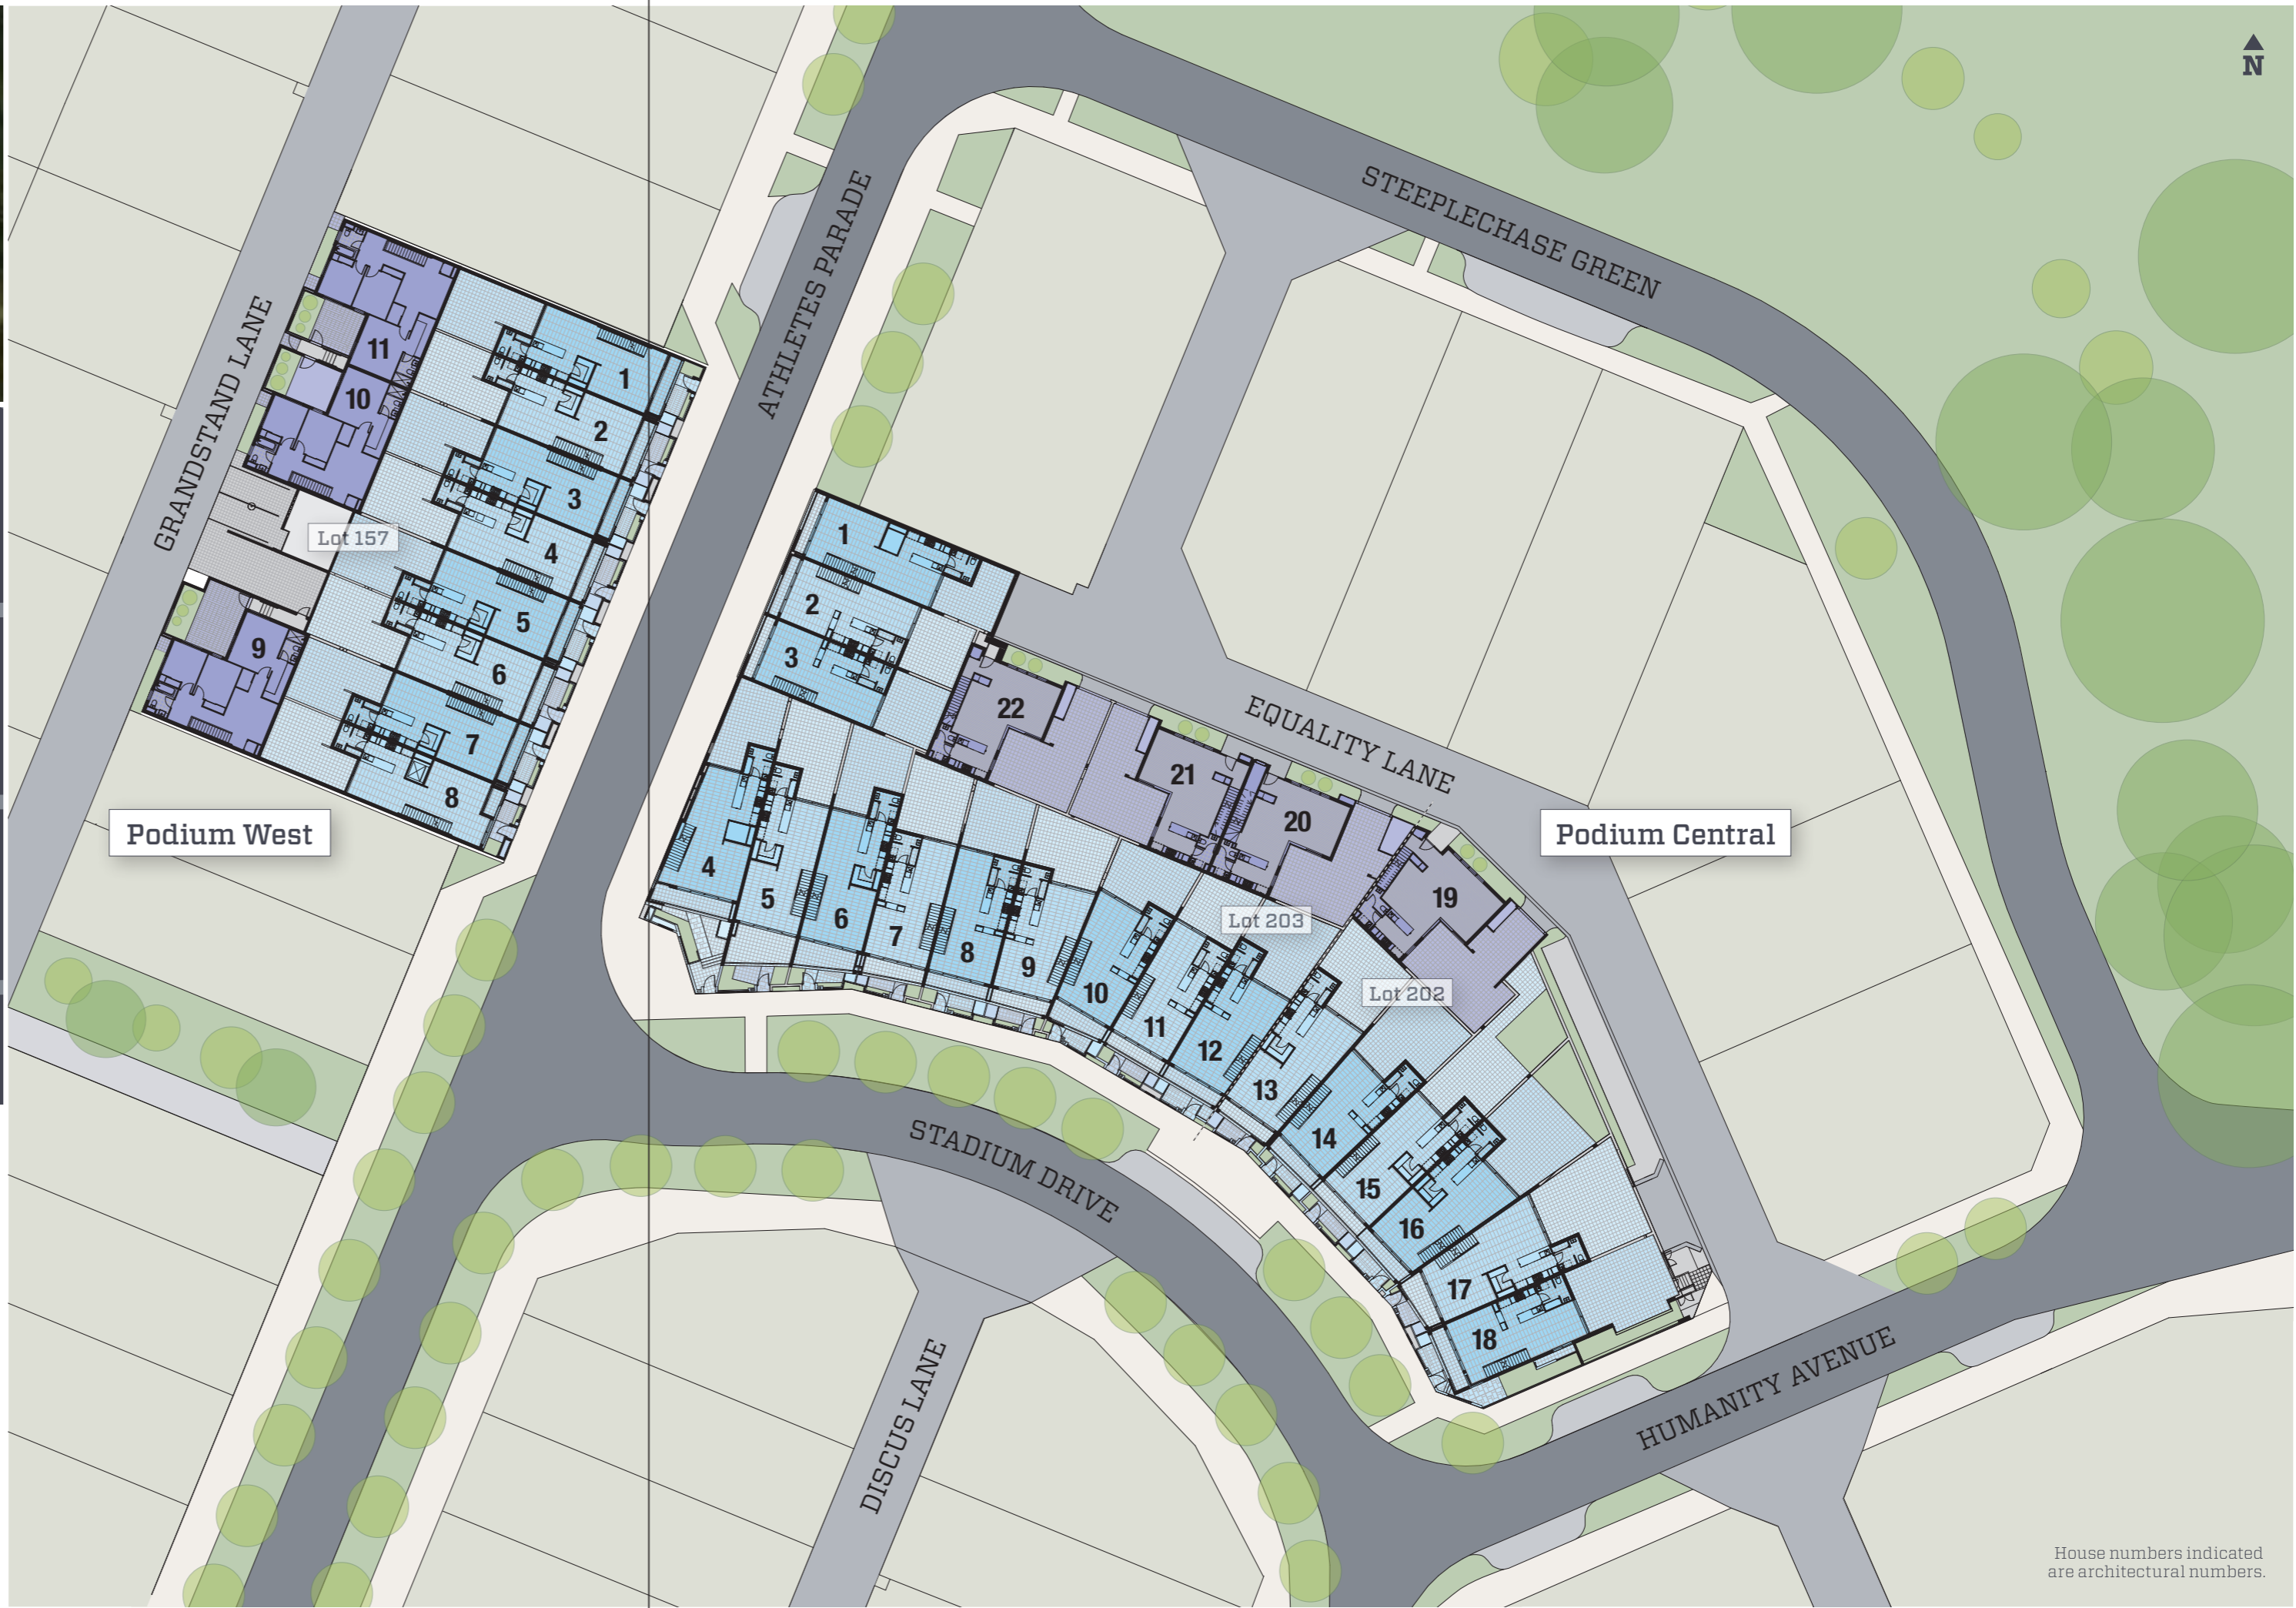 N
STEEPLECHASE GREEN
ATHLETES PARADE
GRANDSTAND LANE
11
10
1
2
3
4
5
6
7
8
9
Lot 157
Podium West
1
2
3
22
21
20
19
EQUALITY LANE
Podium Central
4
5
6
7
8
9
10
11
12
13
14
15
16
17
18
Lot 203
Lot 202
STADIUM DRIVE
DISCUS LANE
HUMANITY AVENUE
House numbers indicated
are architectural numbers.